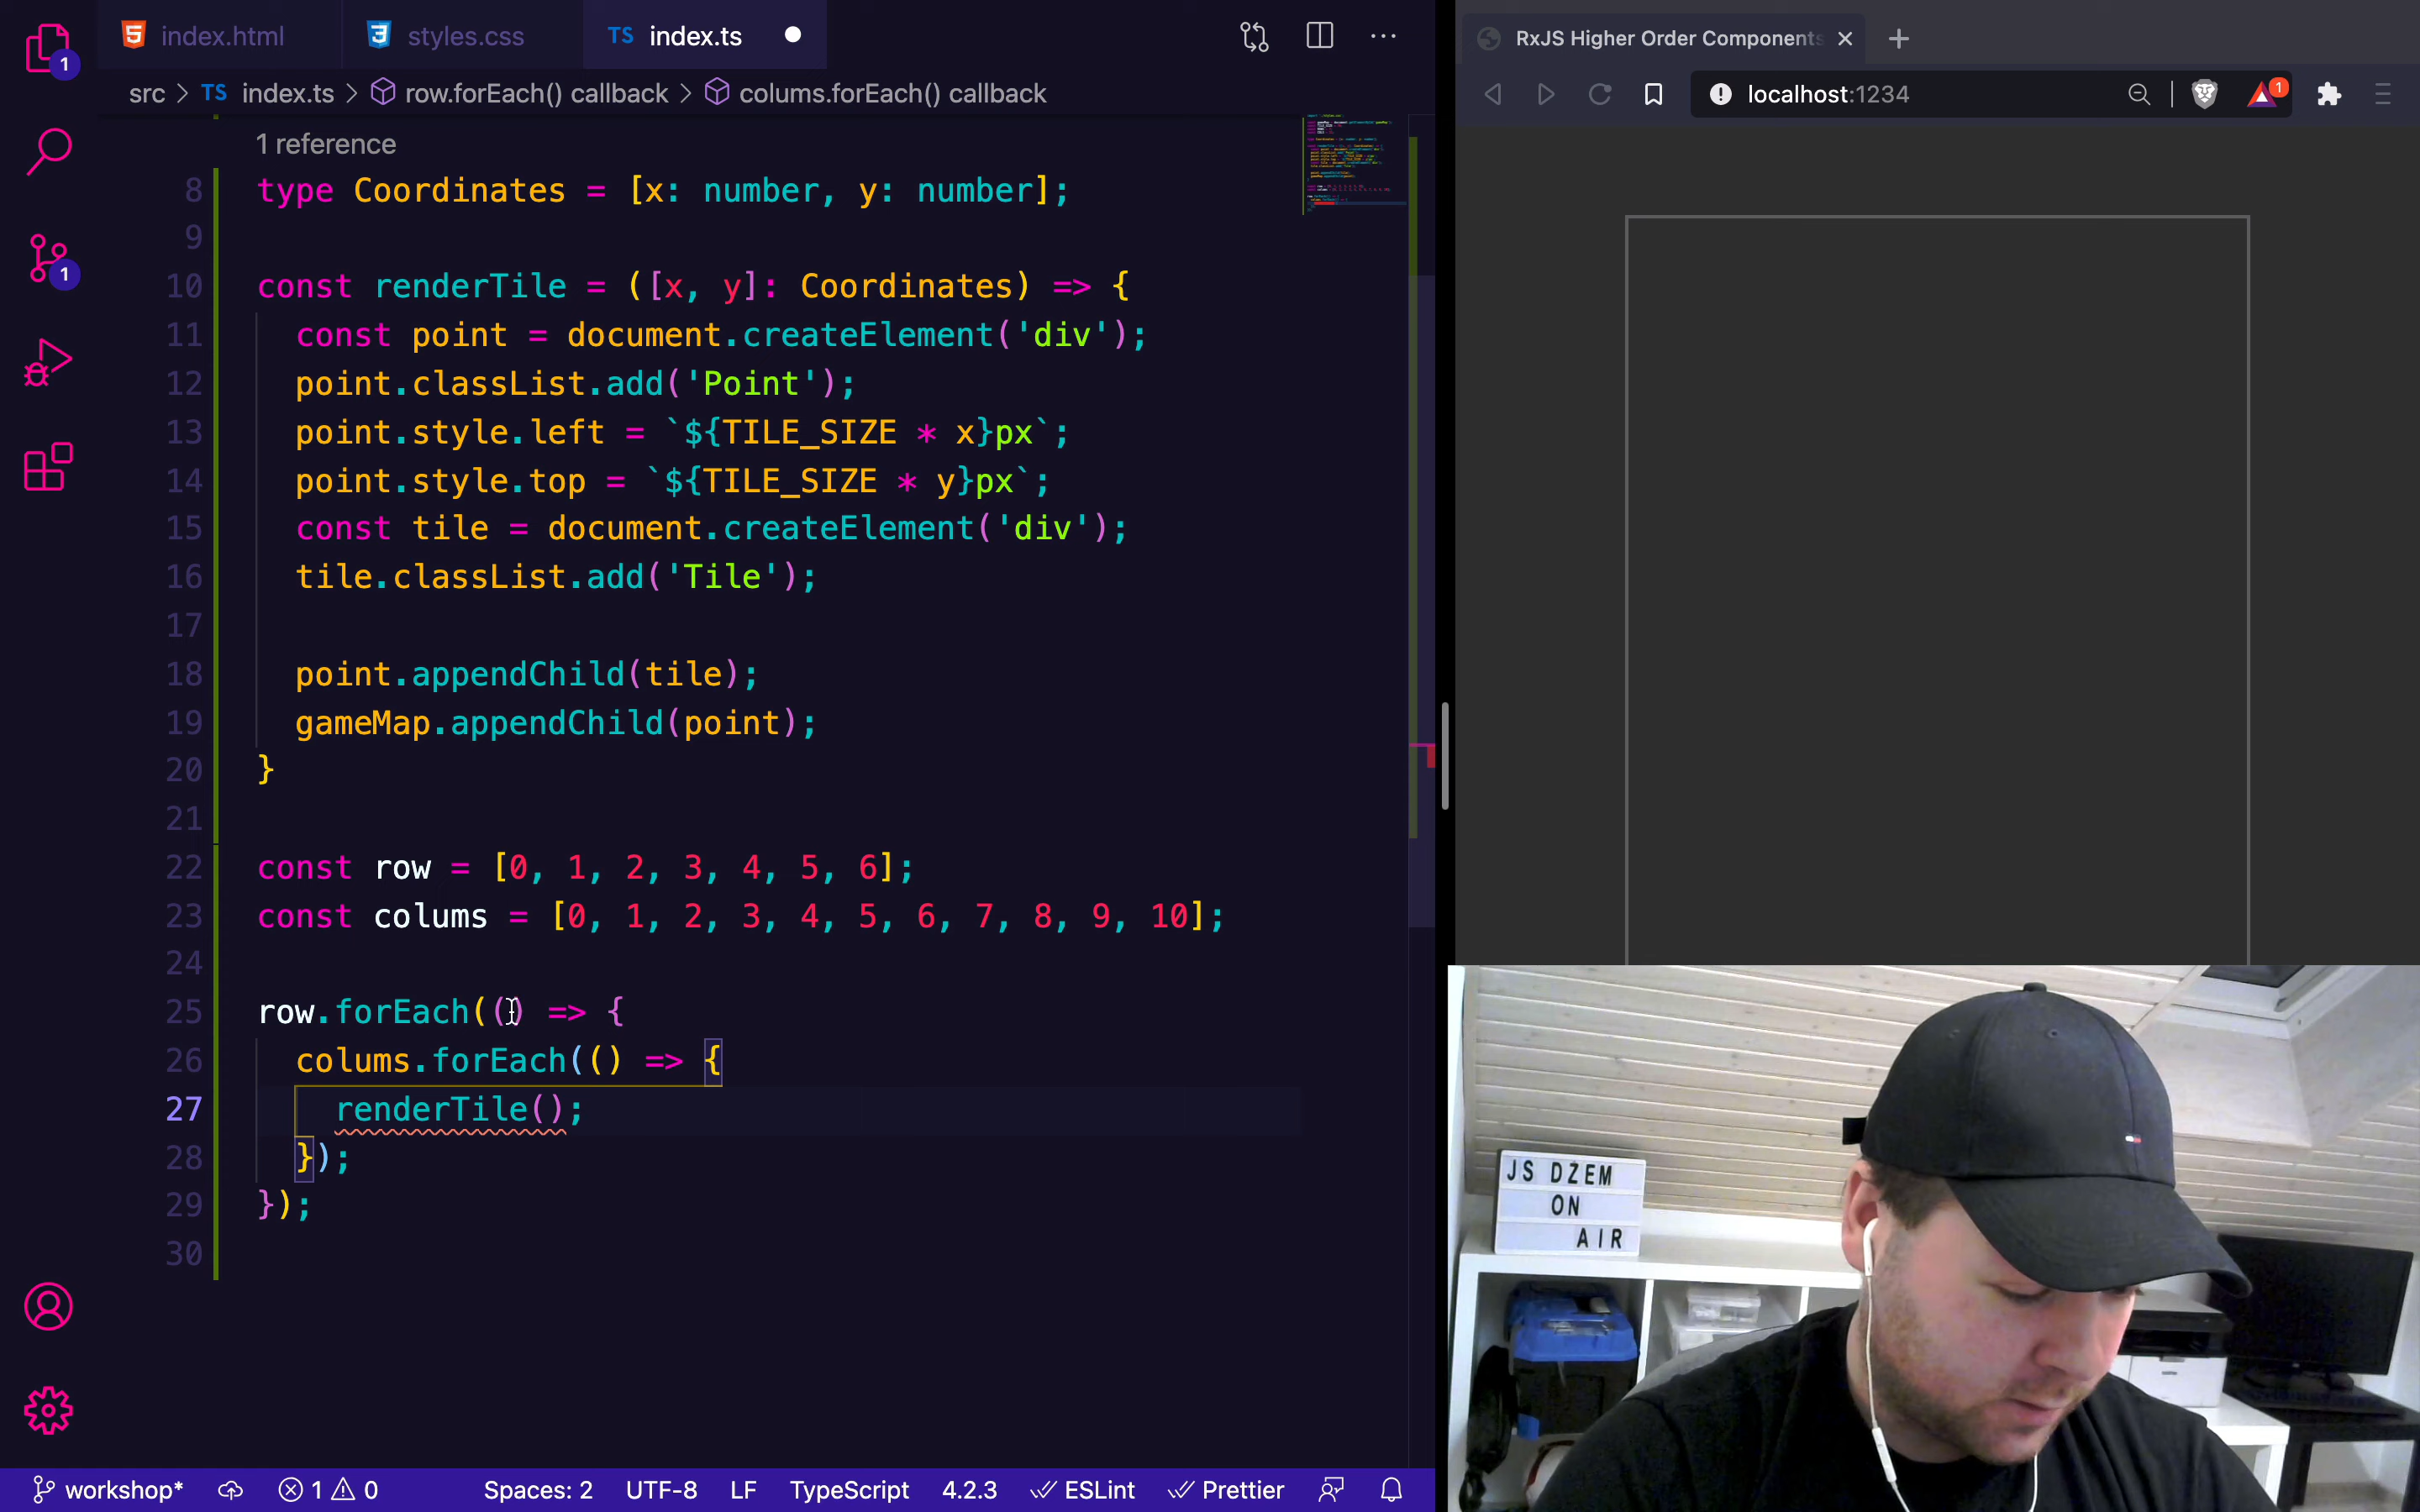 index.html
styles.css
TS index.ts
src > TS index.ts > row.forEach() callback > colums.forEach() callback
1 reference
8 type Coordinates = [x: number, y: number];
9
10 const renderTile = ([x, y]: Coordinates) => {
11 const point = document.createElement('div');
12 point.classList.add('Point');
13 point.style.left = `${TILE_SIZE * x}px`;
14 point.style.top = `${TILE_SIZE * y}px`;
15 const tile = document.createElement('div');
16 tile.classList.add('Tile');
17
18 point.appendChild(tile);
19 gameMap.appendChild(point);
20 }
21
22 const row = [0, 1, 2, 3, 4, 5, 6];
23 const colums = [0, 1, 2, 3, 4, 5, 6, 7, 8, 9, 10];
24
25 row.forEach(() => {
26 colums.forEach(() => {
27 renderTile();
28 });
29 });
30
1
1
workshop* 1 0 Spaces: 2 UTF-8 LF TypeScript 4.2.3 ESLint Prettier
RxJS Higher Order Components
localhost:1234
1
JS DŻEM
ON
AIR